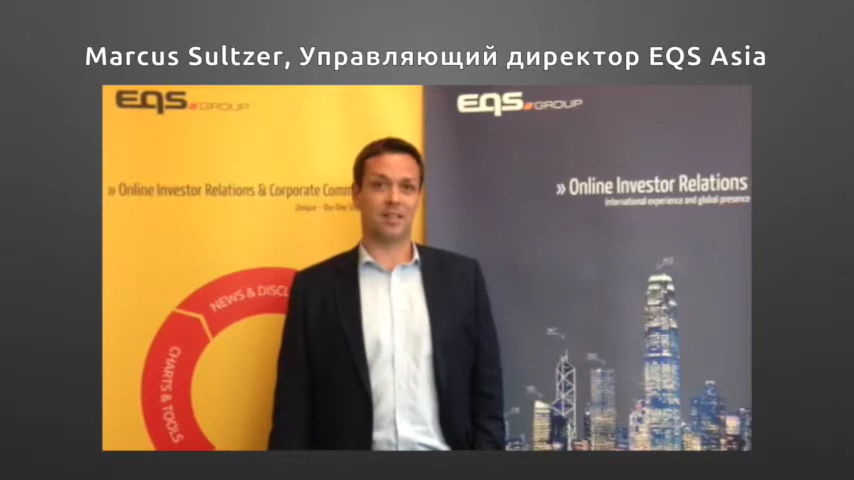 Marcus Sultzer, Управляющий директор EQS Asia
EQS GROUP
EQS GROUP
» Online Investor Relations & Corporate Comm
» Online Investor Relations
International experience and global presence
NEWS & DISCL
CHARTS & TOOLS